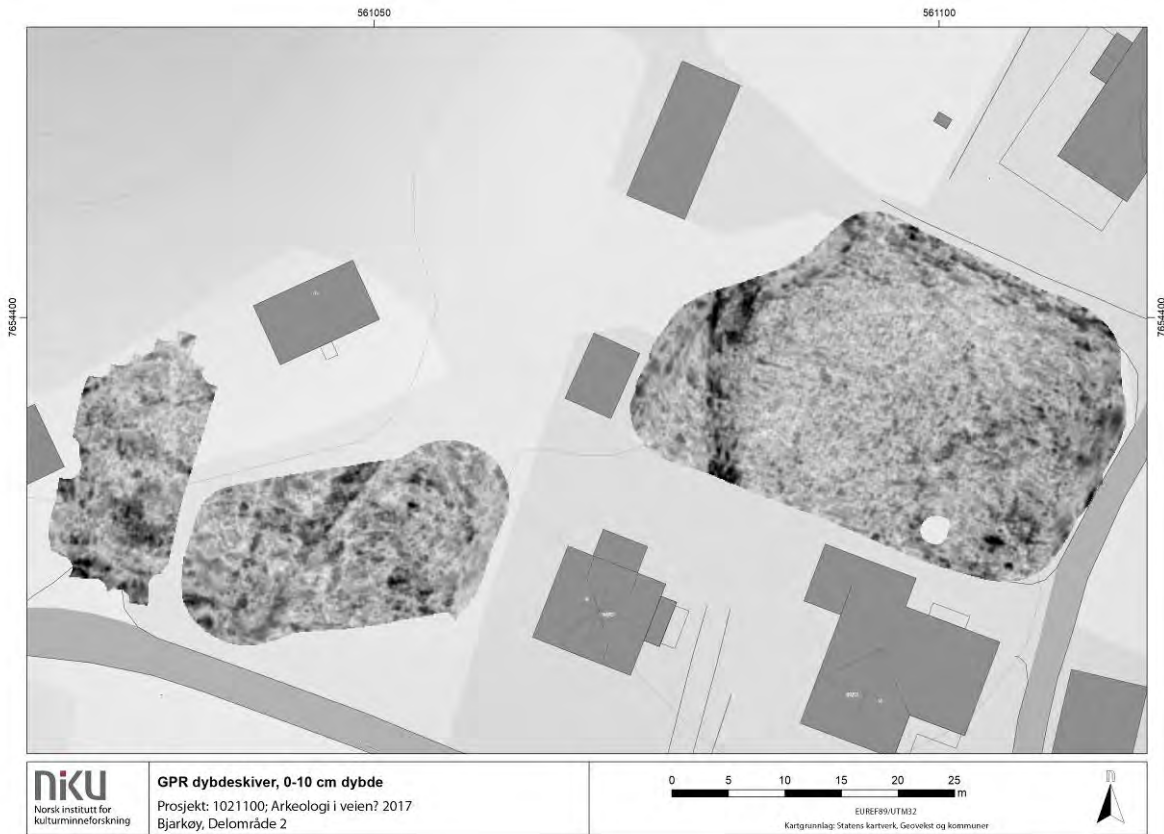 561050
561100
7654400
7654400
niku
Norsk institutt for
kulturminneforskning
GPR dybdeskiver, 0-10 cm dybde
Prosjekt: 1021100; Arkeologi i veien? 2017
Bjarkøy, Delområde 2
0 5 10 15 20 25
m
EUREF89/UTM32
Kartgrunnlag: Statens kartverk, Geovekst og kommuner
n